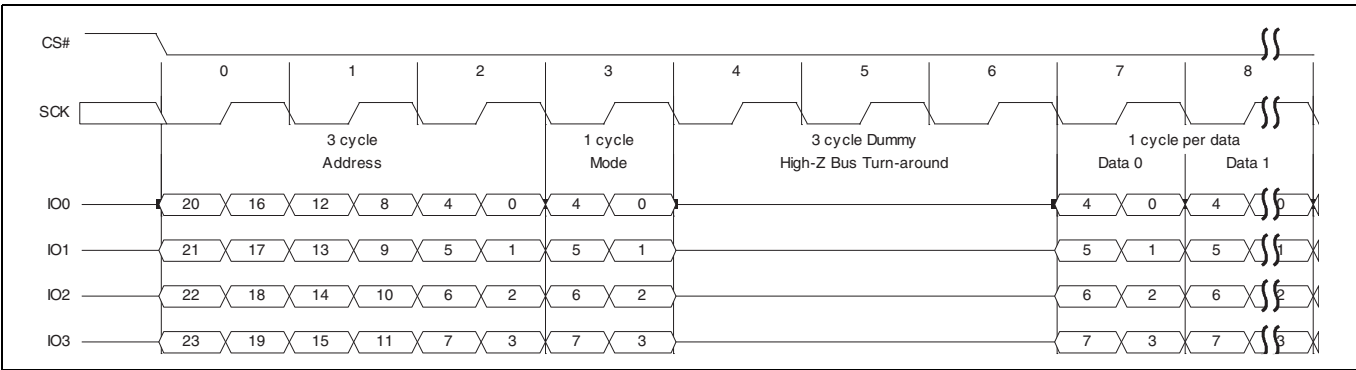 CS#
0 1 2 3 4 5 6 7 8
SCK
3 cycle 1 cycle 3 cycle Dummy 1 cycle per data
Address Mode High-Z Bus Turn-around Data 0 Data 1
IO0 20 16 12 8 4 0 4 0 4 0 4 0
IO1 21 17 13 9 5 1 5 1 5 1 5 1
IO2 22 18 14 10 6 2 6 2 6 2 6 2
IO3 23 19 15 11 7 3 7 3 7 3 7 3